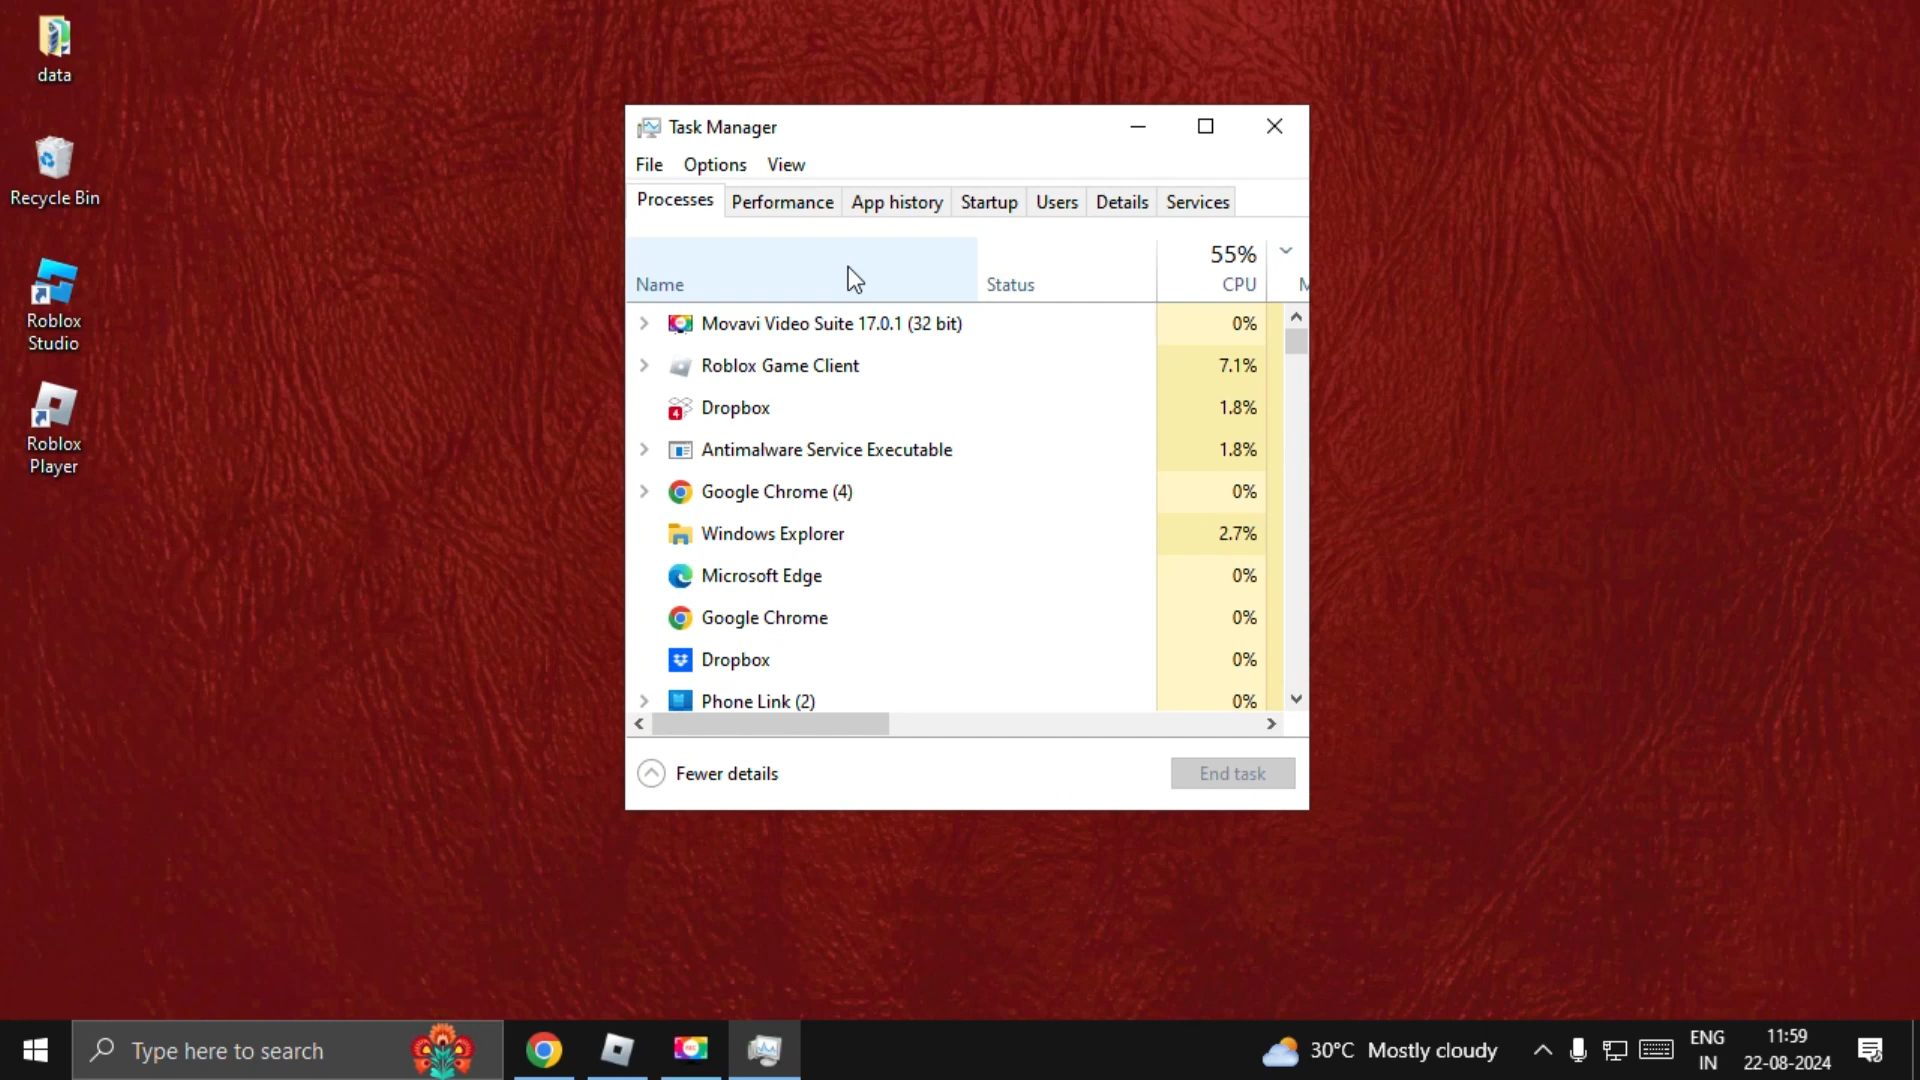 data
Recycle Bin
Roblox
Studio
Roblox
Player
Task Manager
File Options View
Processes Performance App history Startup Users Details Services
55%
Name Status CPU M
Movavi Video Suite 17.0.1 (32 bit) 0%
Roblox Game Client 7.1%
4 Dropbox 1.8%
Antimalware Service Executable 1.8%
Google Chrome (4) 0%
Windows Explorer 2.7%
Microsoft Edge 0%
Google Chrome 0%
Dropbox 0%
Phone Link (2) 0%
Fewer details End task
Type here to search
REC
30°C Mostly cloudy
ENG
IN
11:59
22-08-2024